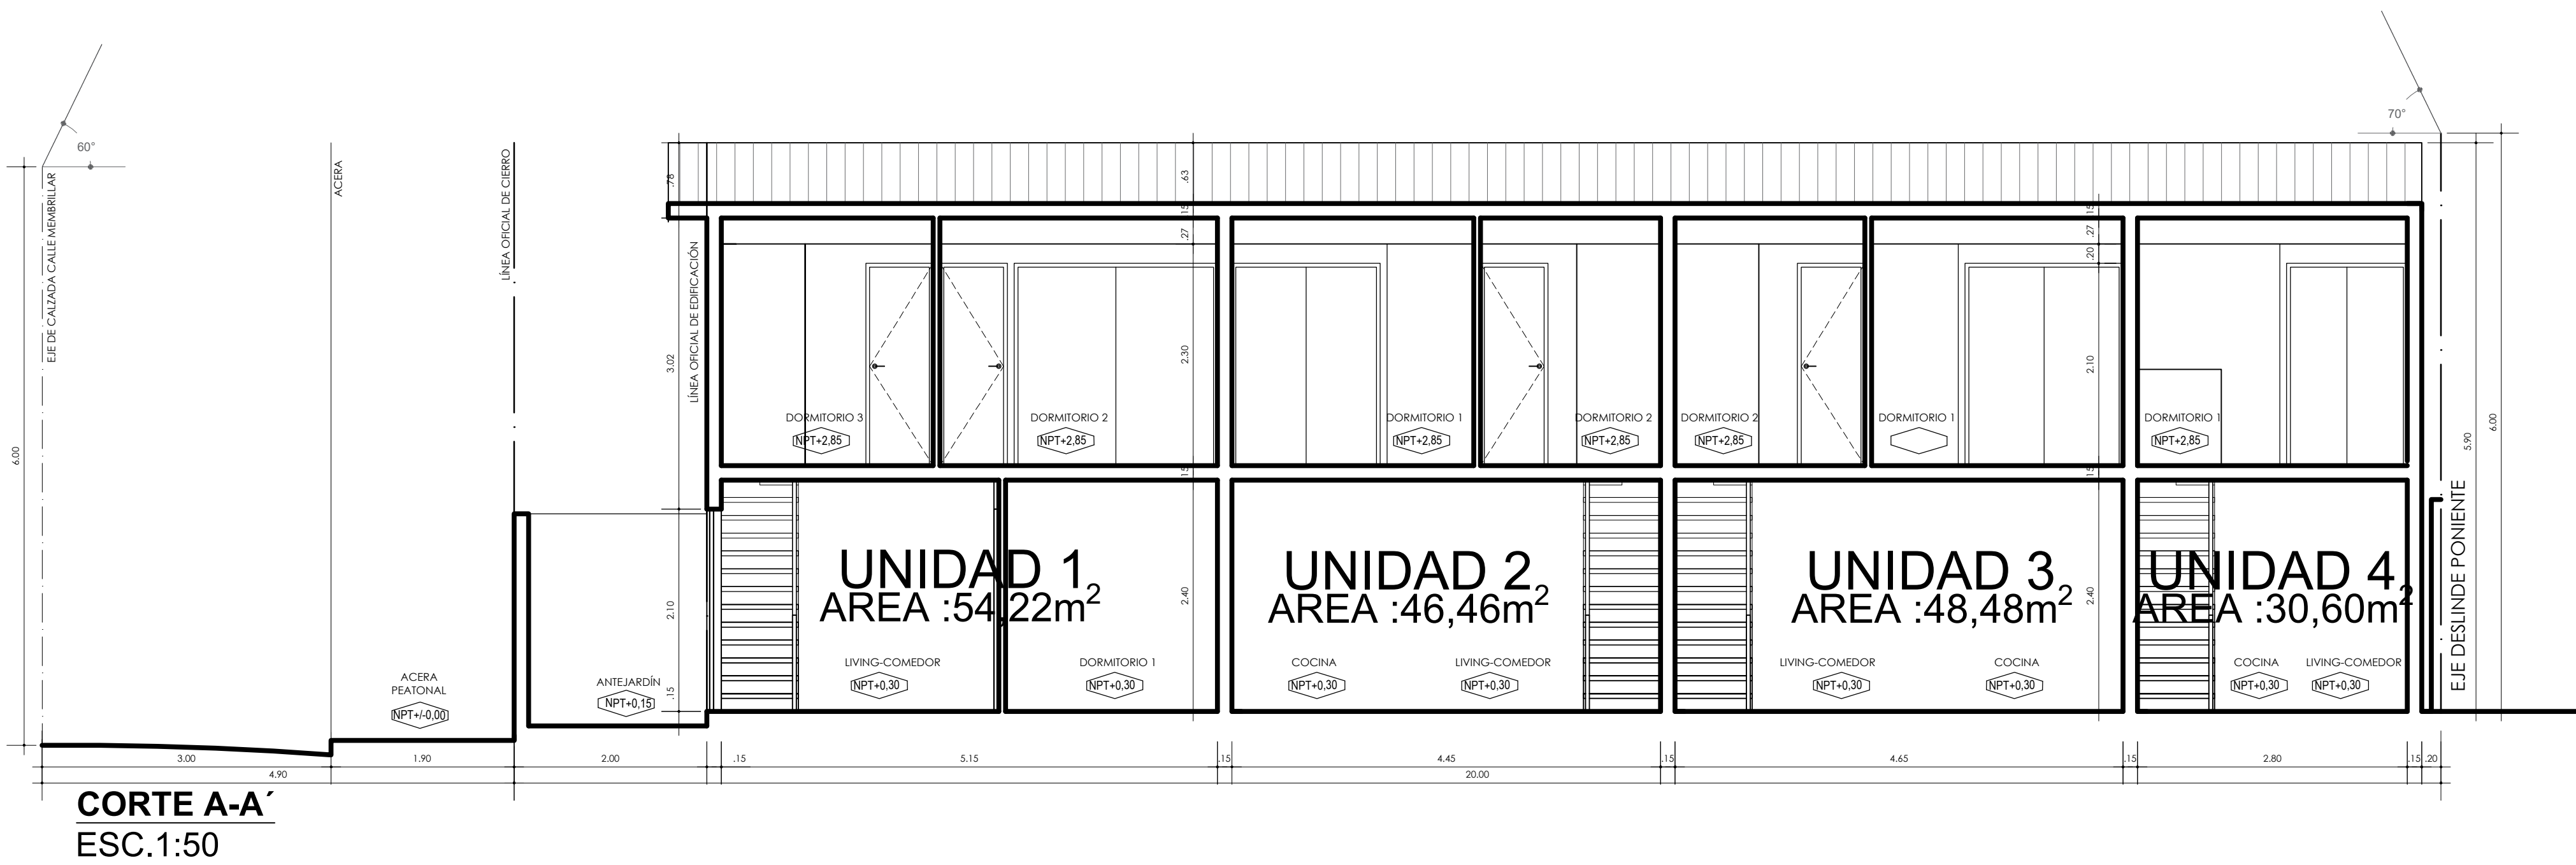 60°
70°
EJE DE CALZADA CALLE MEMBRILLAR
ACERA
LÍNEA OFICIAL DE CIERRO
LÍNEA OFICIAL DE EDIFICACIÓN
.78
.63
.15
.27
.15
.27
.20
6.00
3.02
2.30
2.10
5.90
6.00
DORMITORIO 3
NPT+2,85
DORMITORIO 2
NPT+2,85
DORMITORIO 1
NPT+2,85
DORMITORIO 2
NPT+2,85
DORMITORIO 2
NPT+2,85
DORMITORIO 1
DORMITORIO 1
NPT+2,85
.15
.15
EJE DESLINDE PONIENTE
UNIDAD 1
AREA :54,22m2
UNIDAD 2
AREA :46,46m2
UNIDAD 3
AREA :48,48m2
UNIDAD 4
AREA :30,60m2
2.10
2.40
2.40
.15
ACERA
PEATONAL
NPT+/-0,00
ANTEJARDÍN
NPT+0,15
LIVING-COMEDOR
NPT+0,30
DORMITORIO 1
NPT+0,30
COCINA
NPT+0,30
LIVING-COMEDOR
NPT+0,30
LIVING-COMEDOR
NPT+0,30
COCINA
NPT+0,30
COCINA
NPT+0,30
LIVING-COMEDOR
NPT+0,30
3.00 1.90 2.00 .15 5.15 .15 4.45 .15 4.65 .15 2.80 .15 .20
4.90 20.00
CORTE A-A´
ESC.1:50